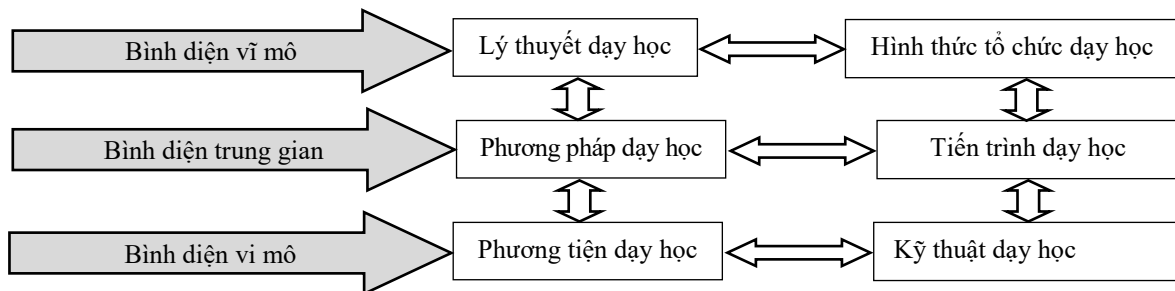 Bình diện vĩ mô
Lý thuyết dạy học
Hình thức tổ chức dạy học
Bình diện trung gian
Phương pháp dạy học
Tiến trình dạy học
Bình diện vi mô
Phương tiện dạy học
Kỹ thuật dạy học